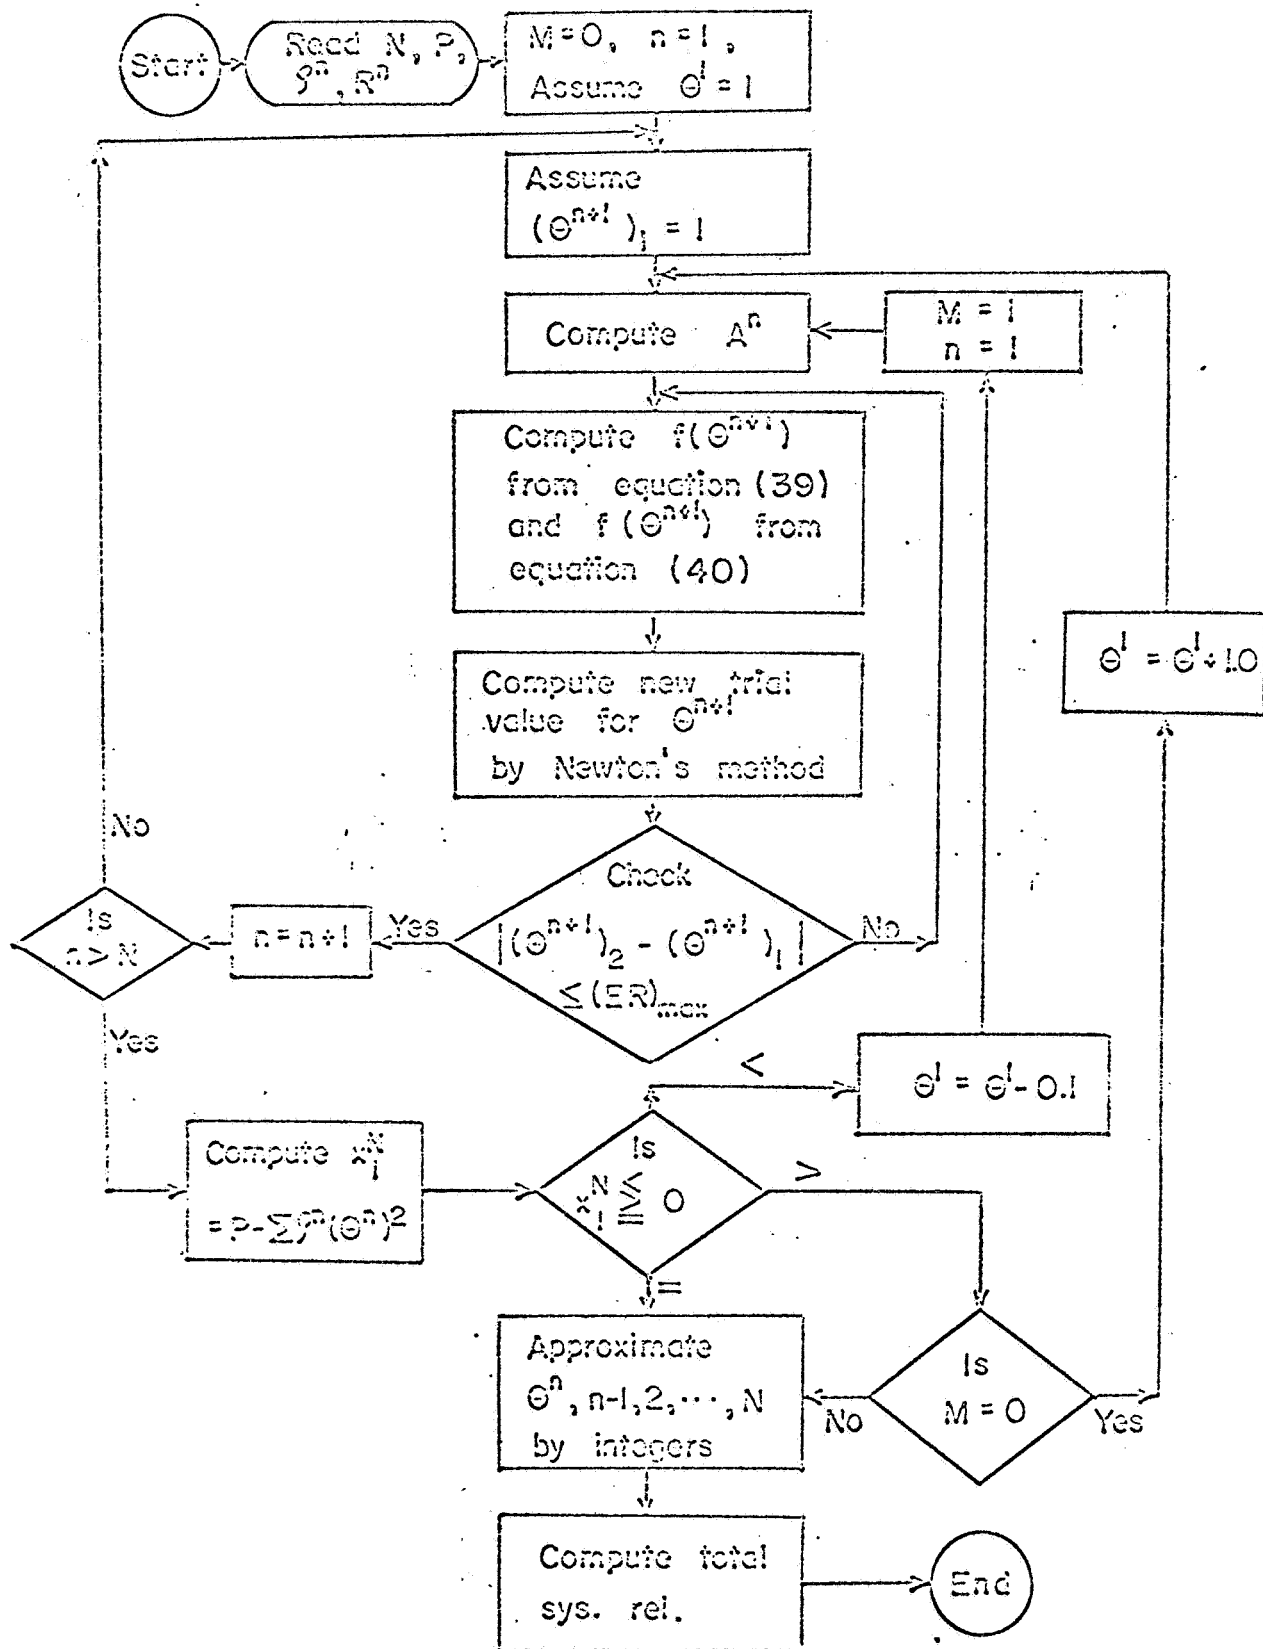 Start
Read N, P,
ρⁿ, Rⁿ
M=0, n=1,
Assume Θ¹=1
Assume
(Θⁿ⁺¹)₁ = 1
Compute Aⁿ
M = 1
n = 1
Compute f(Θⁿ⁺¹)
from equation (39)
and f(Θⁿ⁺¹) from
equation (40)
Θ¹ = Θ¹+1.0
Compute new trial
value for Θⁿ⁺¹
by Newton's method
No
Check
|(Θⁿ⁺¹)₂ - (Θⁿ⁺¹)₁|
≤(ER)max
No
Yes
n=n+1
Is
n>N
Yes
<
Θ¹ = Θ¹-0.1
Compute x₁ᴺ
=P-Σρⁿ(Θⁿ)²
Is
x₁ᴺ ⪋ 0
>
=
Approximate
Θⁿ, n-1,2,...,N
by integers
Is
M=0
No
Yes
Compute total
sys. rel.
End